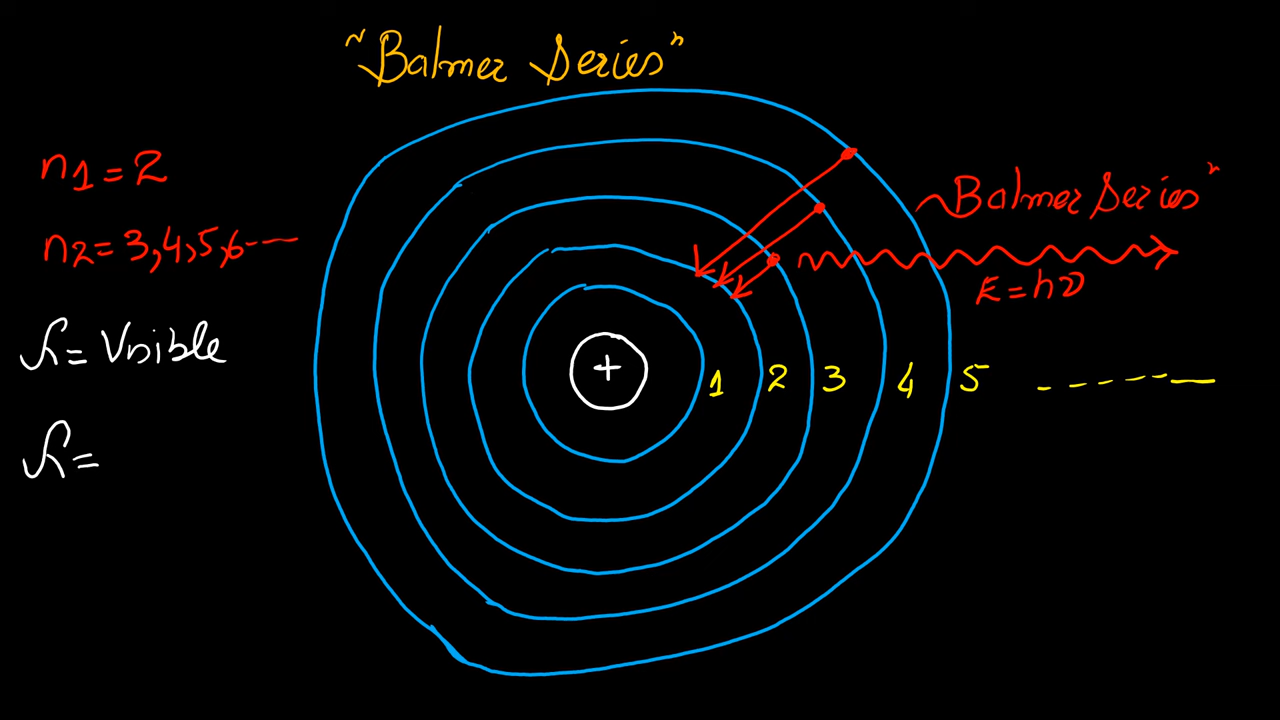 "Balmer Series"
n1 = 2
n2 = 3,4,5,6----
λ = Visible
λ =
"Balmer Series"
E = hν
+
1 2 3 4 5 -------